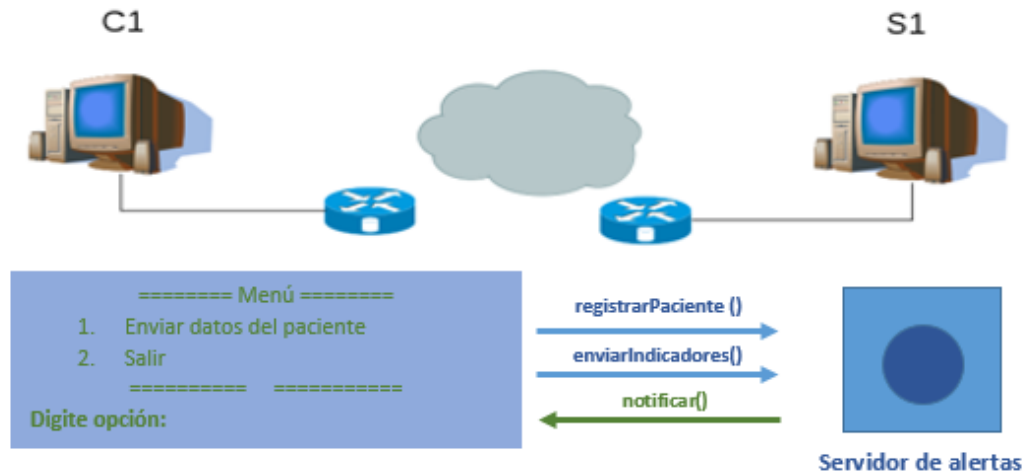 C1
S1
======== Menú ========
1. Enviar datos del paciente
2. Salir
========== ===========
Digite opción:
registrarPaciente ()
enviarIndicadores()
notificar()
Servidor de alertas